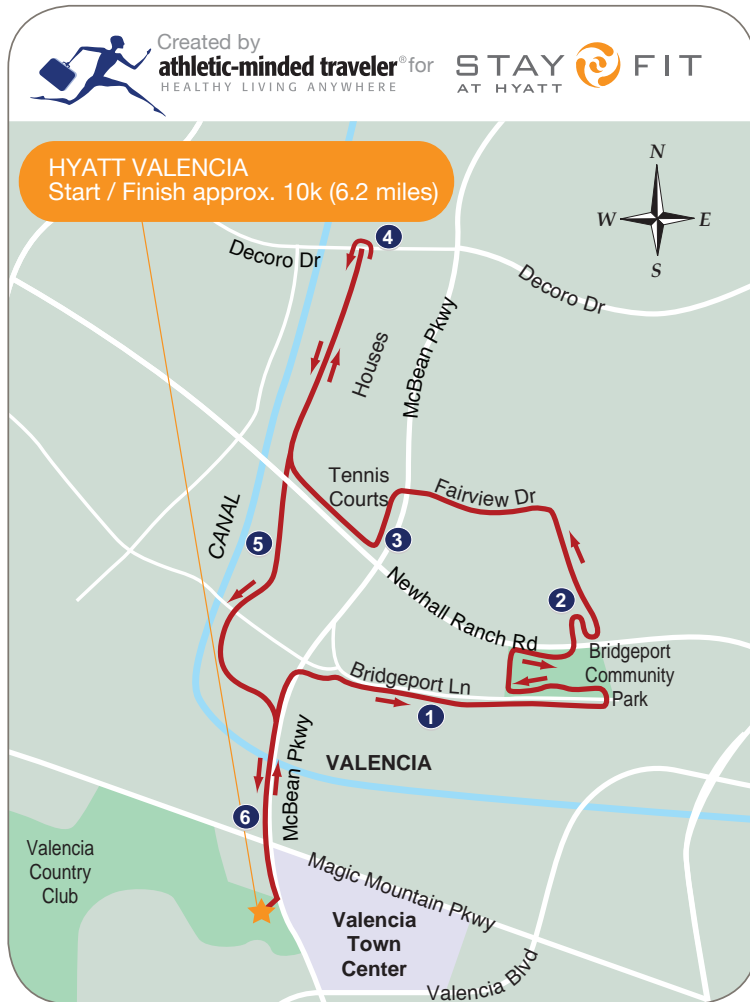 Created by
athletic-minded traveler® for
HEALTHY LIVING ANYWHERE
STAY FIT
AT HYATT
HYATT VALENCIA
Start / Finish approx. 10k (6.2 miles)
N
W E
S
4
Decoro Dr
Decoro Dr
McBean Pkwy
Houses
Tennis
Courts
Fairview Dr
CANAL
5
3
2
Newhall Ranch Rd
Bridgeport
Community
Park
Bridgeport Ln
1
VALENCIA
McBean Pkwy
6
Valencia
Country
Club
Magic Mountain Pkwy
Valencia
Town
Center
Valencia Blvd